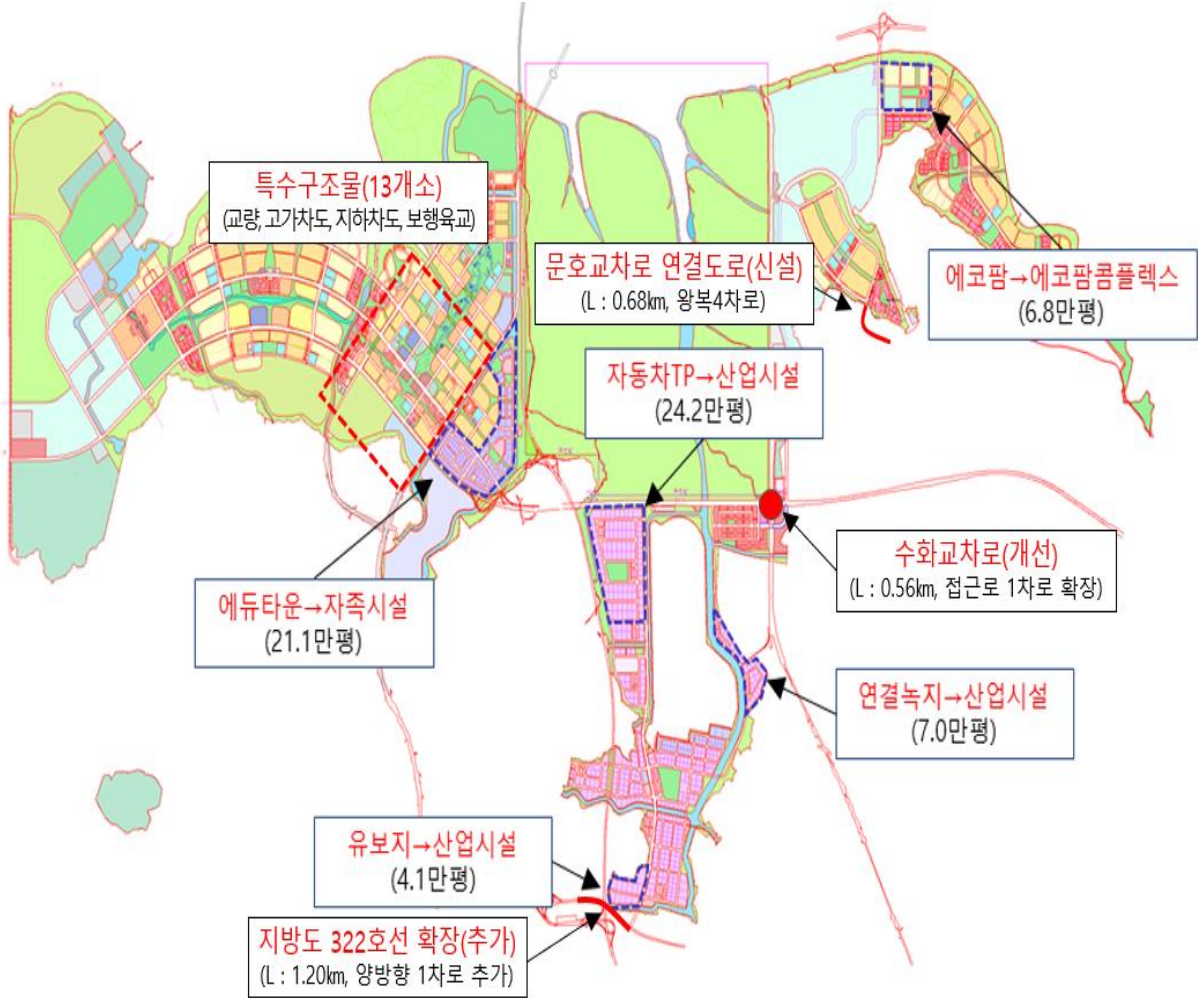 특수구조물(13개소)
(교량, 고가차도, 지하차도, 보행육교)
문호교차로 연결도로(신설)
(L : 0.68km, 왕복4차로)
에코팜→에코팜콤플렉스
(6.8만평)
자동차TP→산업시설
(24.2만평)
수화교차로(개선)
(L : 0.56km, 접근로 1차로 확장)
에듀타운→자족시설
(21.1만평)
연결녹지→산업시설
(7.0만평)
유보지→산업시설
(4.1만평)
지방도 322호선 확장(추가)
(L : 1.20km, 양방향 1차로 추가)